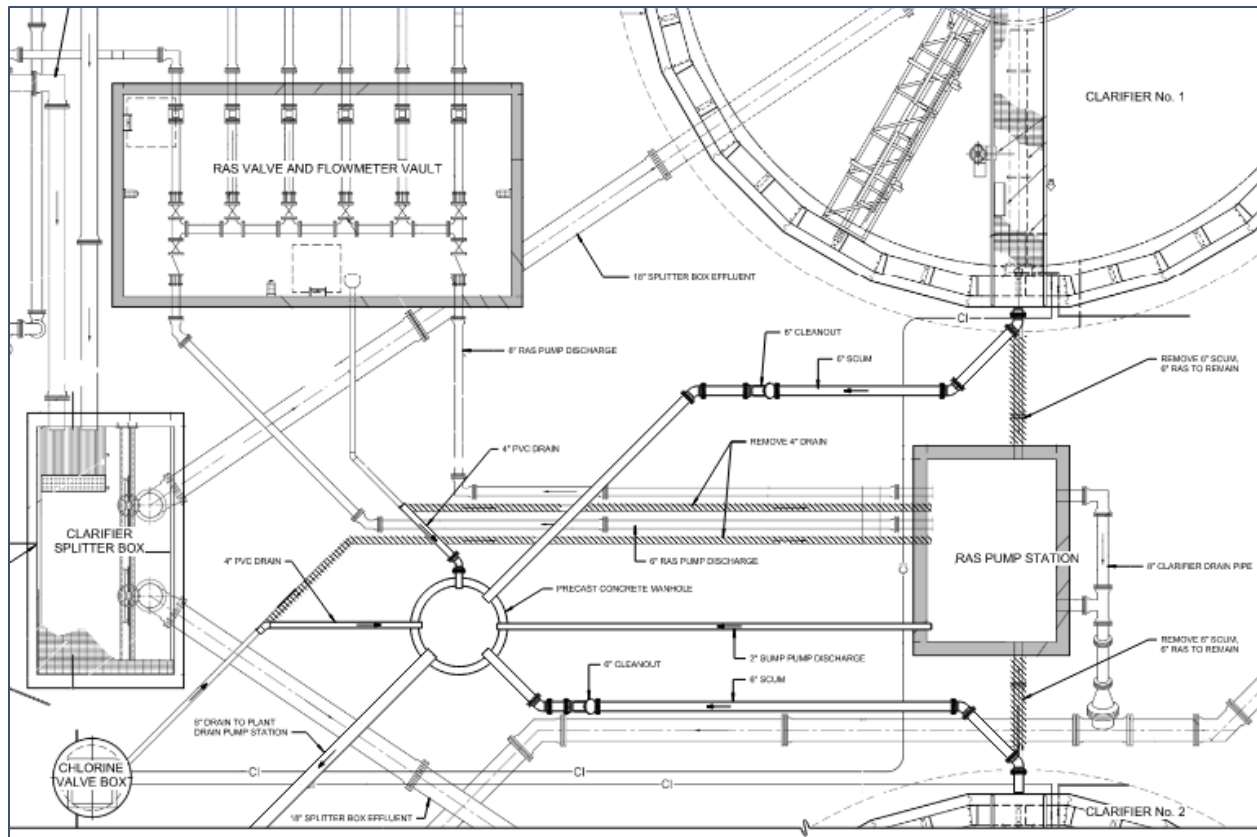 CLARIFIER No. 1
RAS VALVE AND FLOWMETER VAULT
18" SPLITTER BOX EFFLUENT
CI
6" CLEANOUT
6" SCUM
REMOVE 6" SCUM,
6" RAS TO REMAIN
REMOVE 4" DRAIN
4" PVC DRAIN
CLARIFIER
SPLITTER BOX
4" PVC DRAIN
6" RAS PUMP DISCHARGE
RAS PUMP STATION
PRECAST CONCRETE MANHOLE
2" SUMP PUMP DISCHARGE
REMOVE 6" SCUM,
6" RAS TO REMAIN
6" CLEANOUT
6" SCUM
DRAIN TO PLANT
DRAIN PUMP STATION
CHLORINE
VALVE BOX
CI
CI
CI
18" SPLITTER BOX EFFLUENT
CLARIFIER No. 2
RAS PUMP DISCHARGE
CLARIFIER DRAIN PIPE